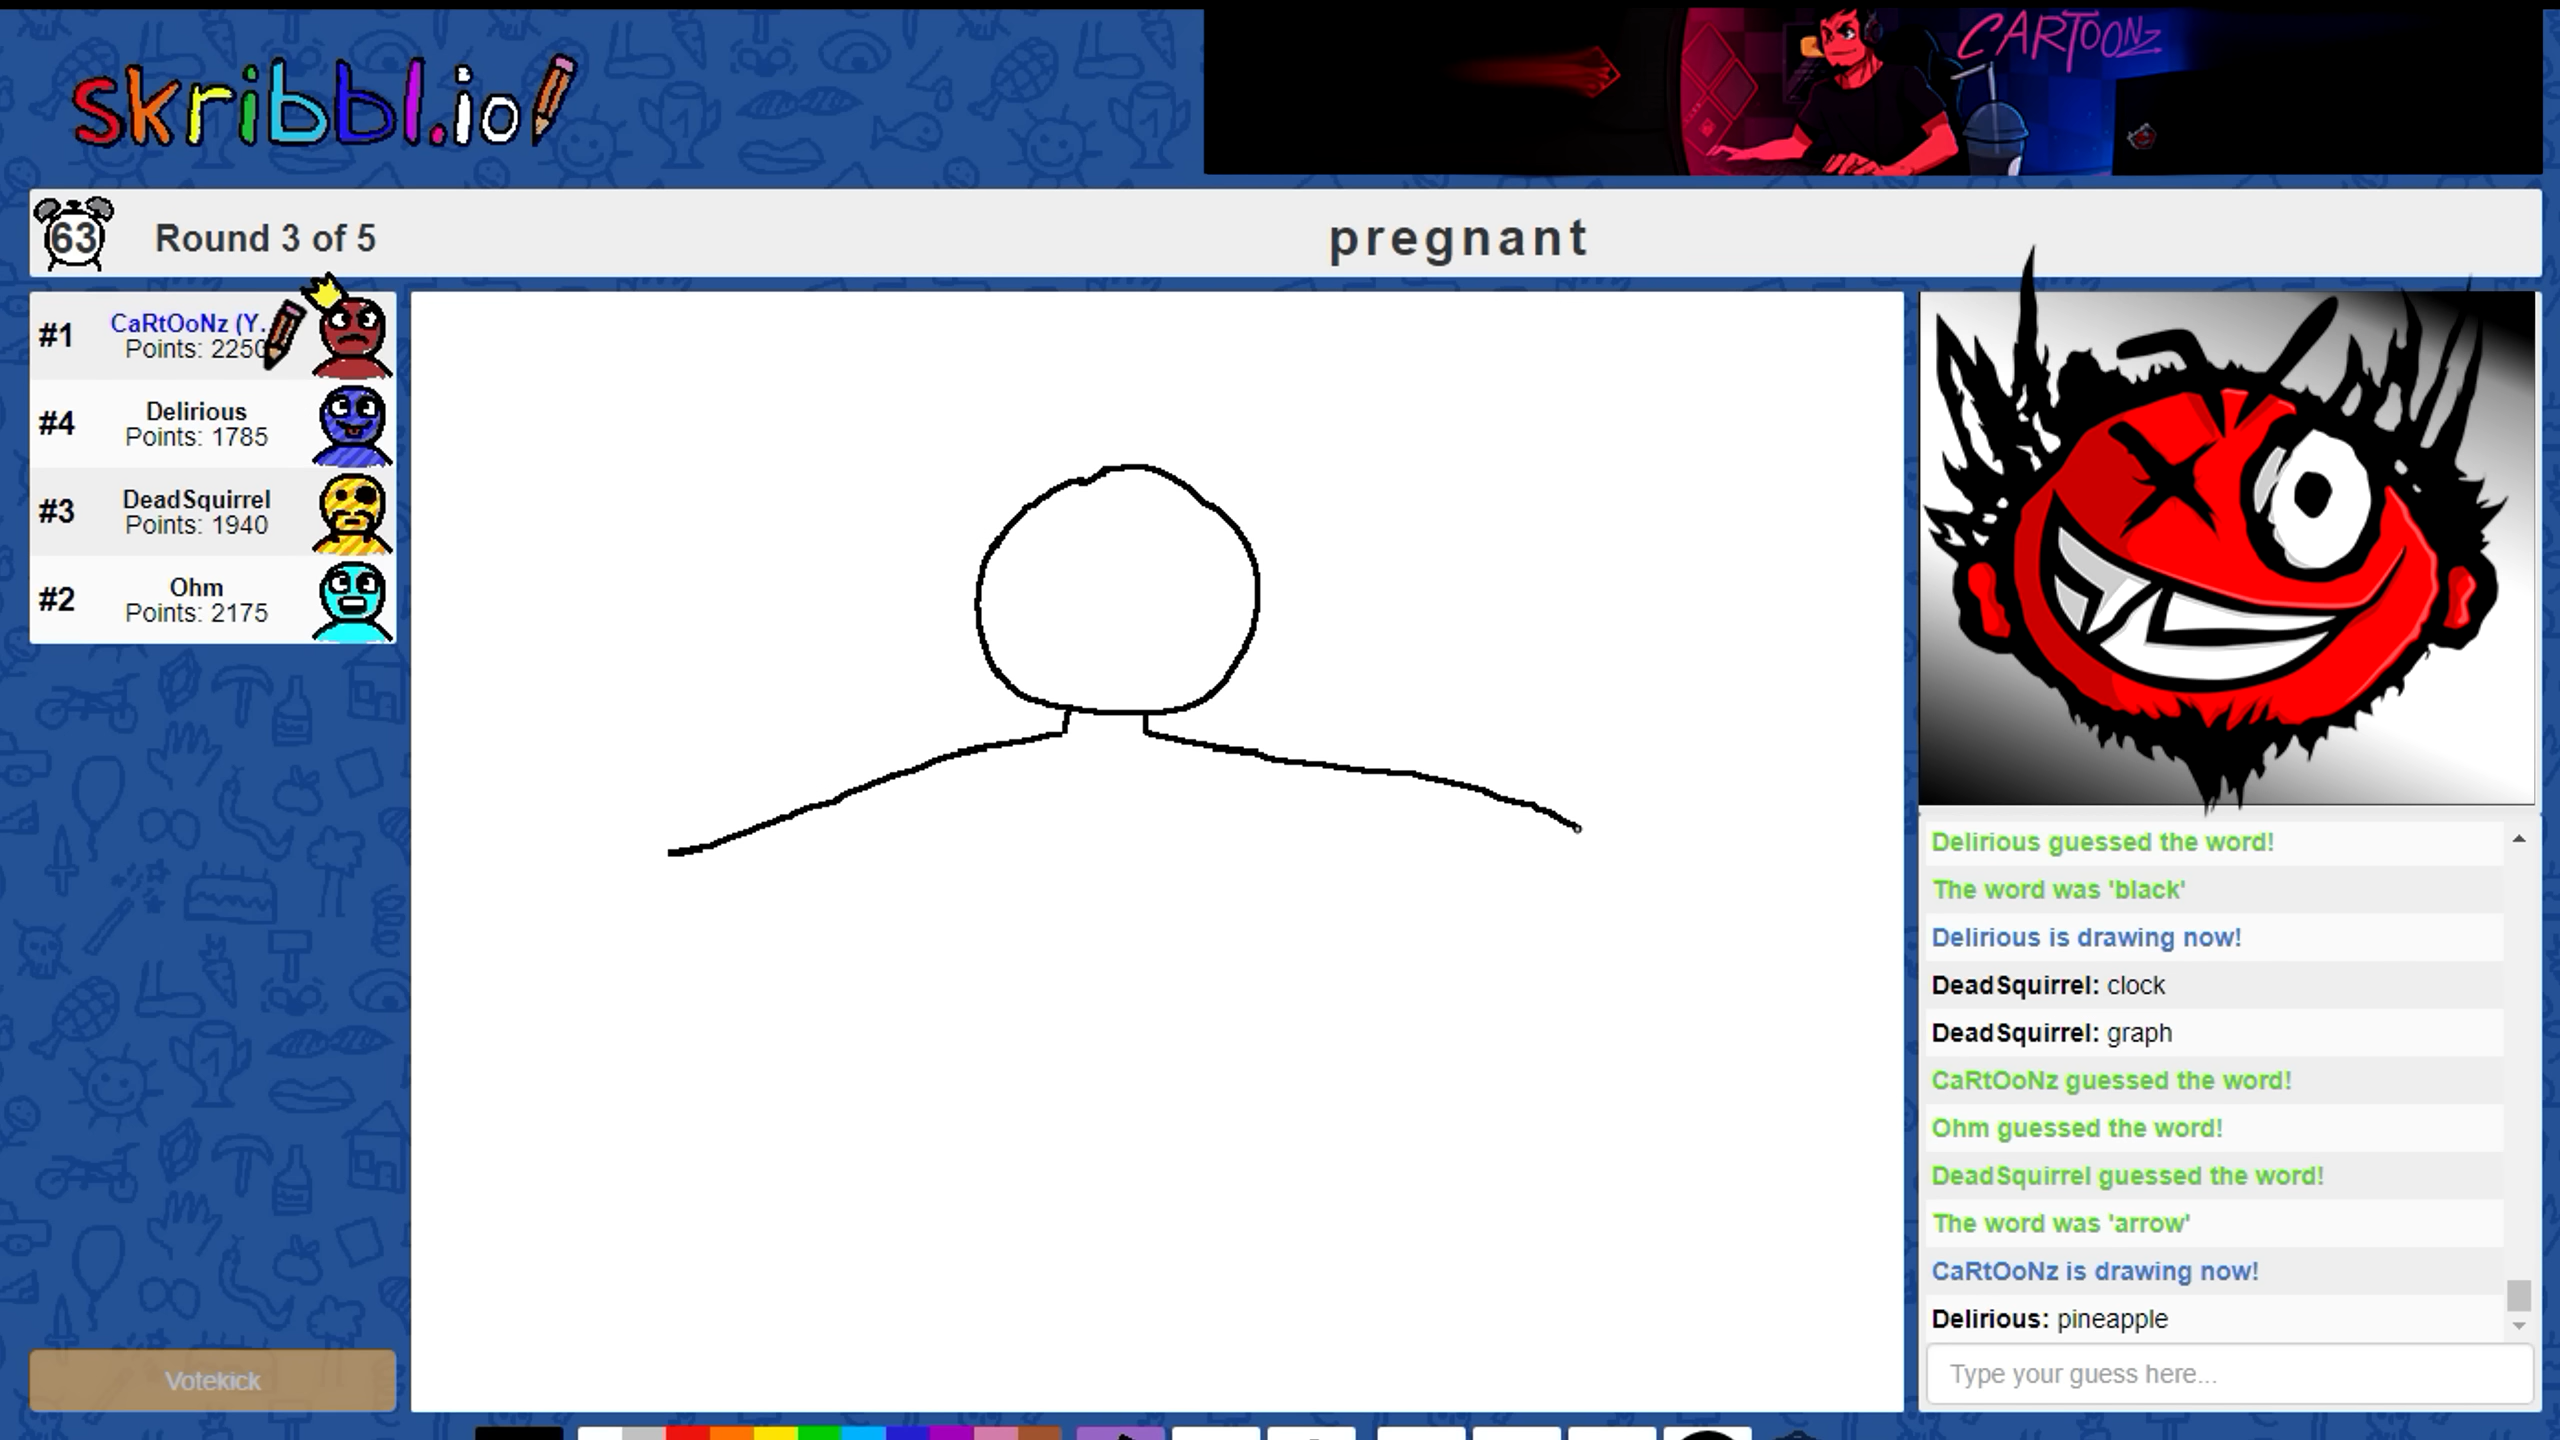 skribbl.io
CARTOONZ
63
Round 3 of 5
pregnant
#1
CaRtOoNz (Y..
Points: 2250
#4
Delirious
Points: 1785
#3
DeadSquirrel
Points: 1940
#2
Ohm
Points: 2175
Votekick
Delirious guessed the word!
The word was 'black'
Delirious is drawing now!
DeadSquirrel: clock
DeadSquirrel: graph
CaRtOoNz guessed the word!
Ohm guessed the word!
DeadSquirrel guessed the word!
The word was 'arrow'
CaRtOoNz is drawing now!
Delirious: pineapple
Type your guess here...